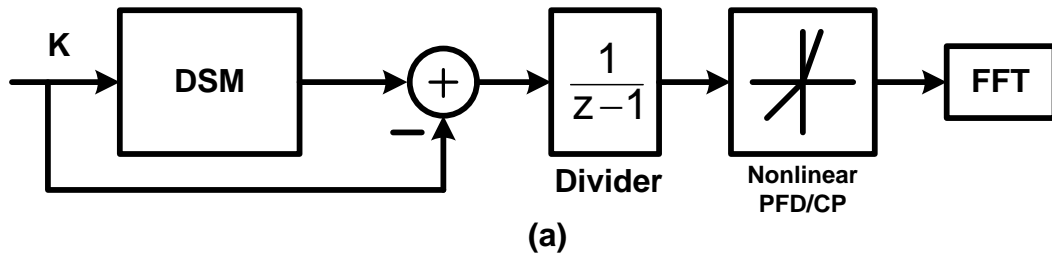 K
DSM
+
−
1
z−1
Divider
Nonlinear
PFD/CP
FFT
(a)